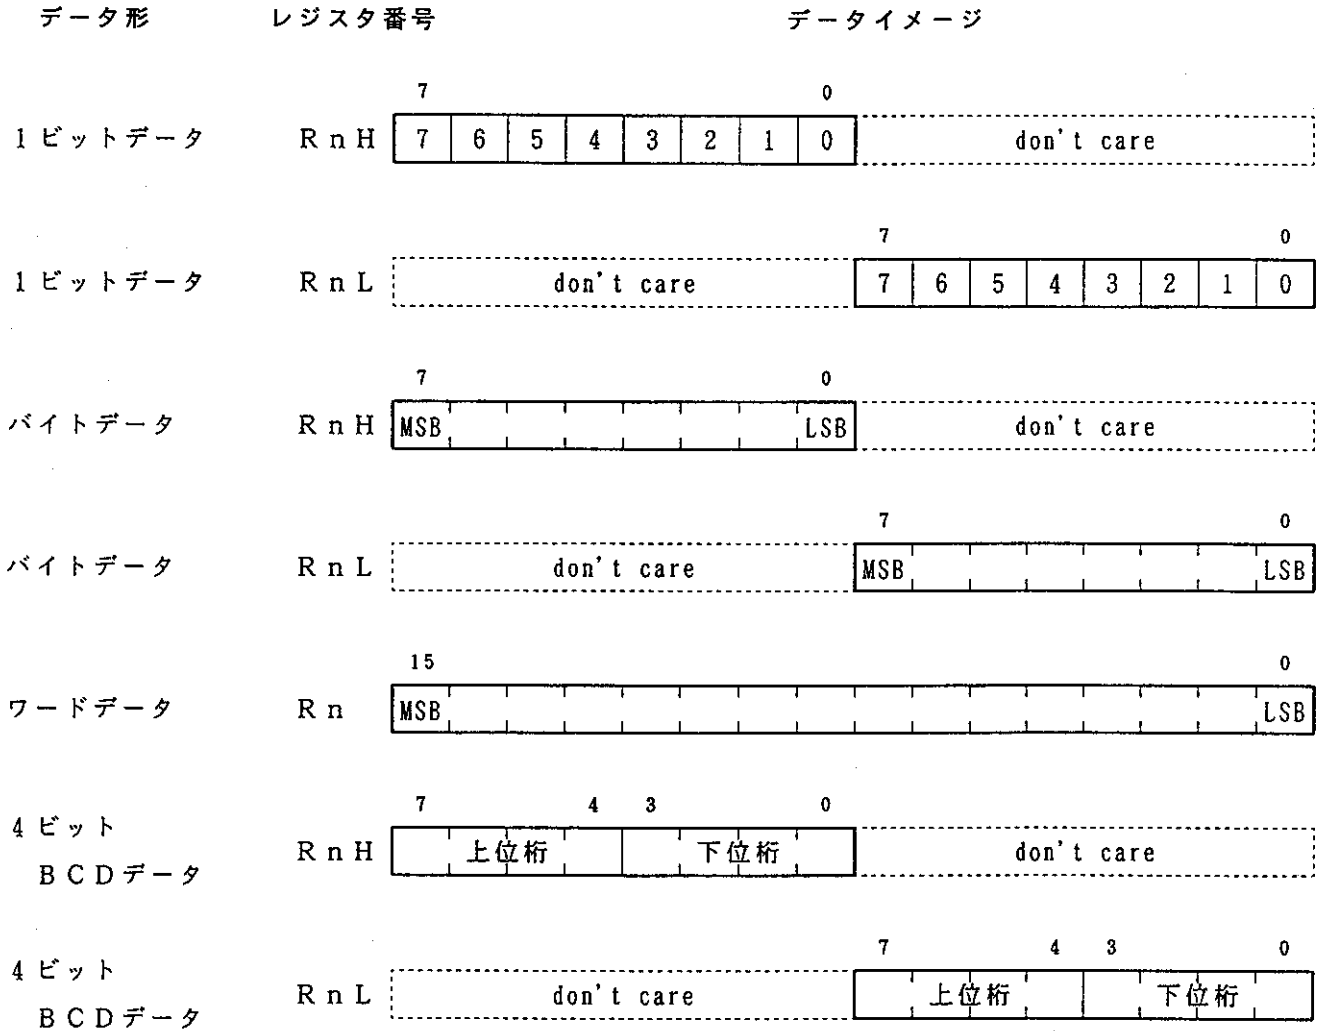 データ形 レジスタ番号 データイメージ
7 0
1ビットデータ RnH 7 6 5 4 3 2 1 0 don't care
7 0
1ビットデータ RnL don't care 7 6 5 4 3 2 1 0
7 0
バイトデータ RnH MSB LSB don't care
7 0
バイトデータ RnL don't care MSB LSB
15 0
ワードデータ Rn MSB LSB
7 4 3 0
4ビット
BCDデータ RnH 上位桁 下位桁 don't care
7 4 3 0
4ビット
BCDデータ RnL don't care 上位桁 下位桁